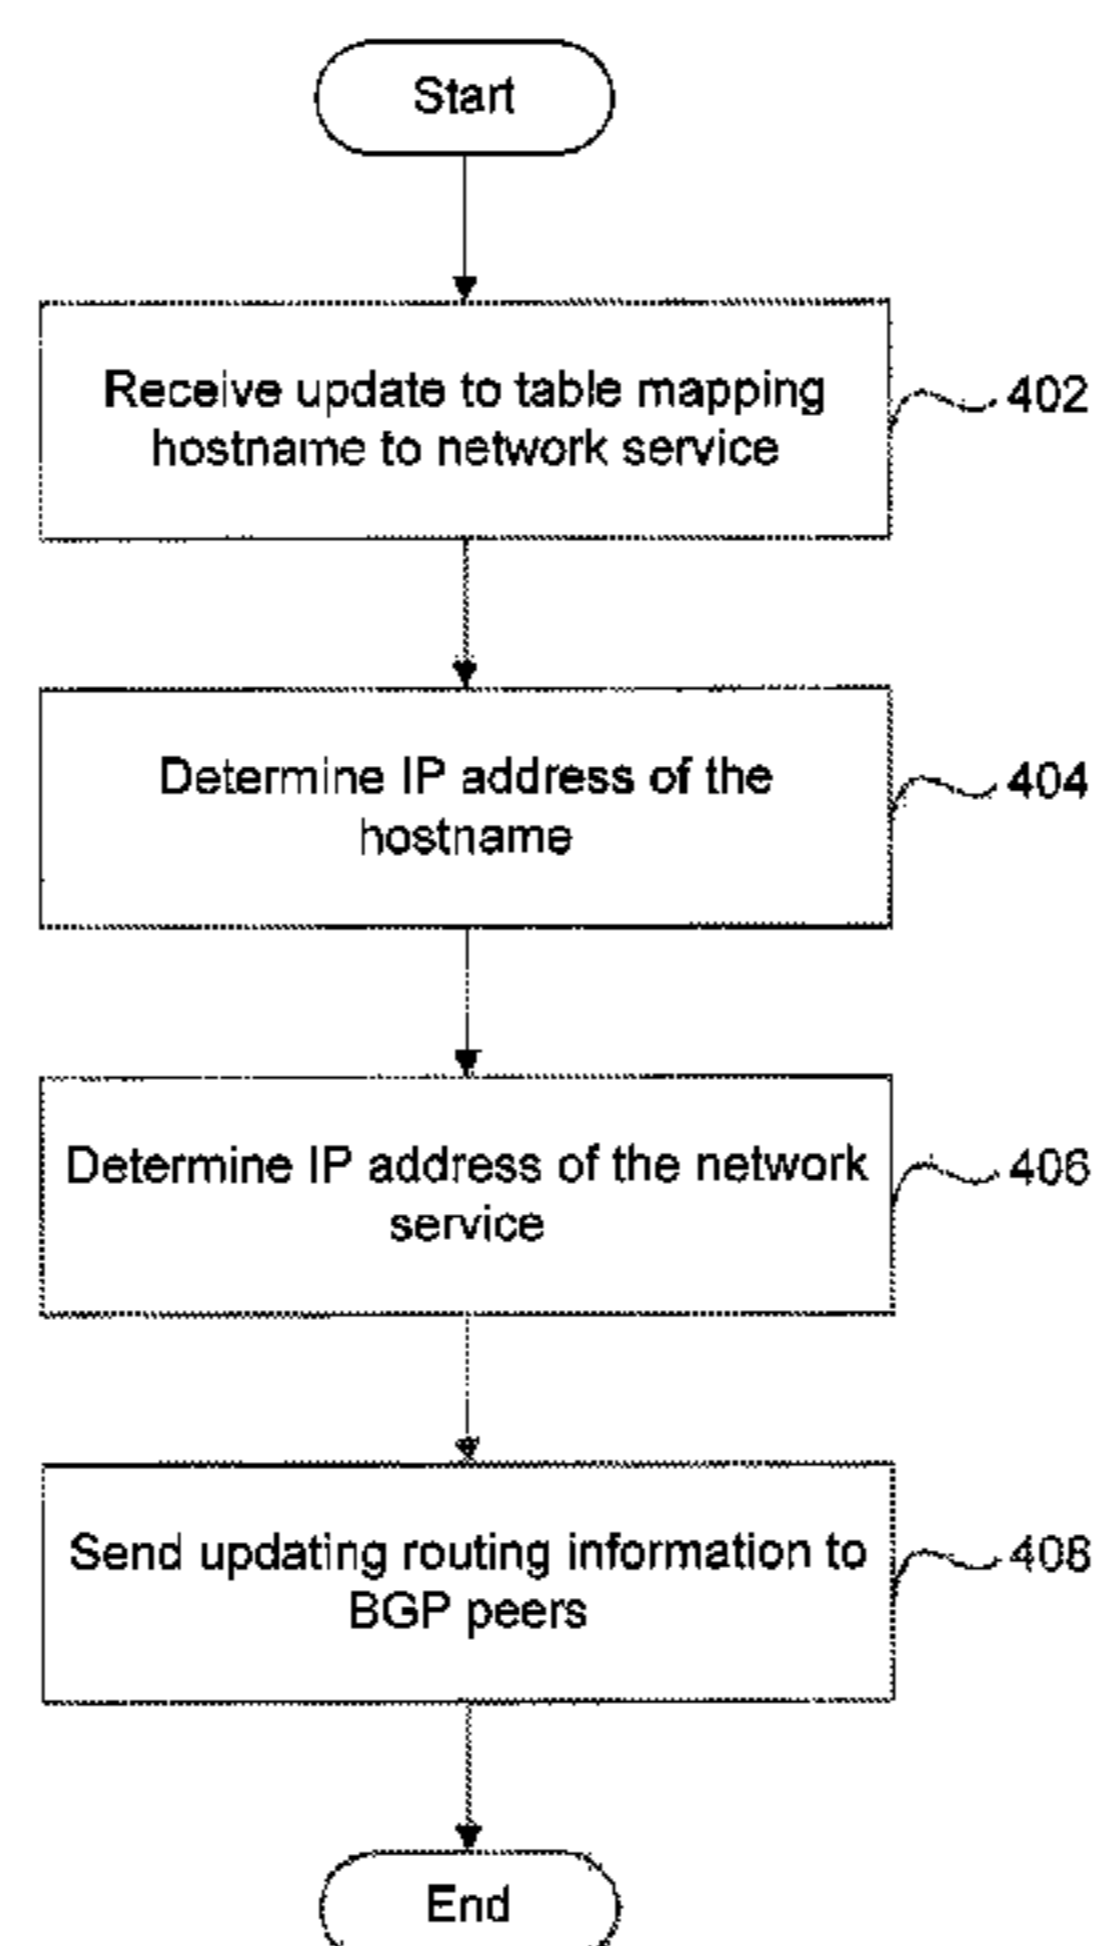 Start
Receive update to table mapping
hostname to network service
402
Determine IP address of the
hostname
404
Determine IP address of the network
service
406
Send updating routing information to
BGP peers
408
End